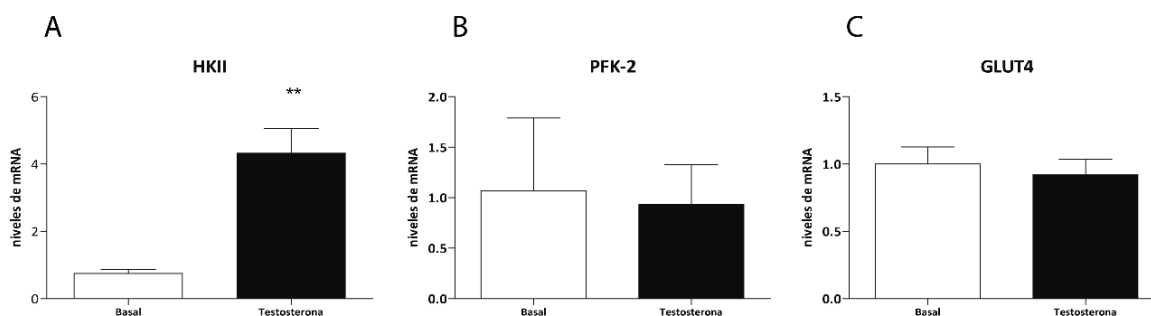 A
HKII
niveles de mRNA
6
4
2
0
**
Basal
Testosterona
B
PFK-2
niveles de mRNA
2.0
1.5
1.0
0.5
0.0
Basal
Testosterona
C
GLUT4
niveles de mRNA
1.5
1.0
0.5
0.0
Basal
Testosterona